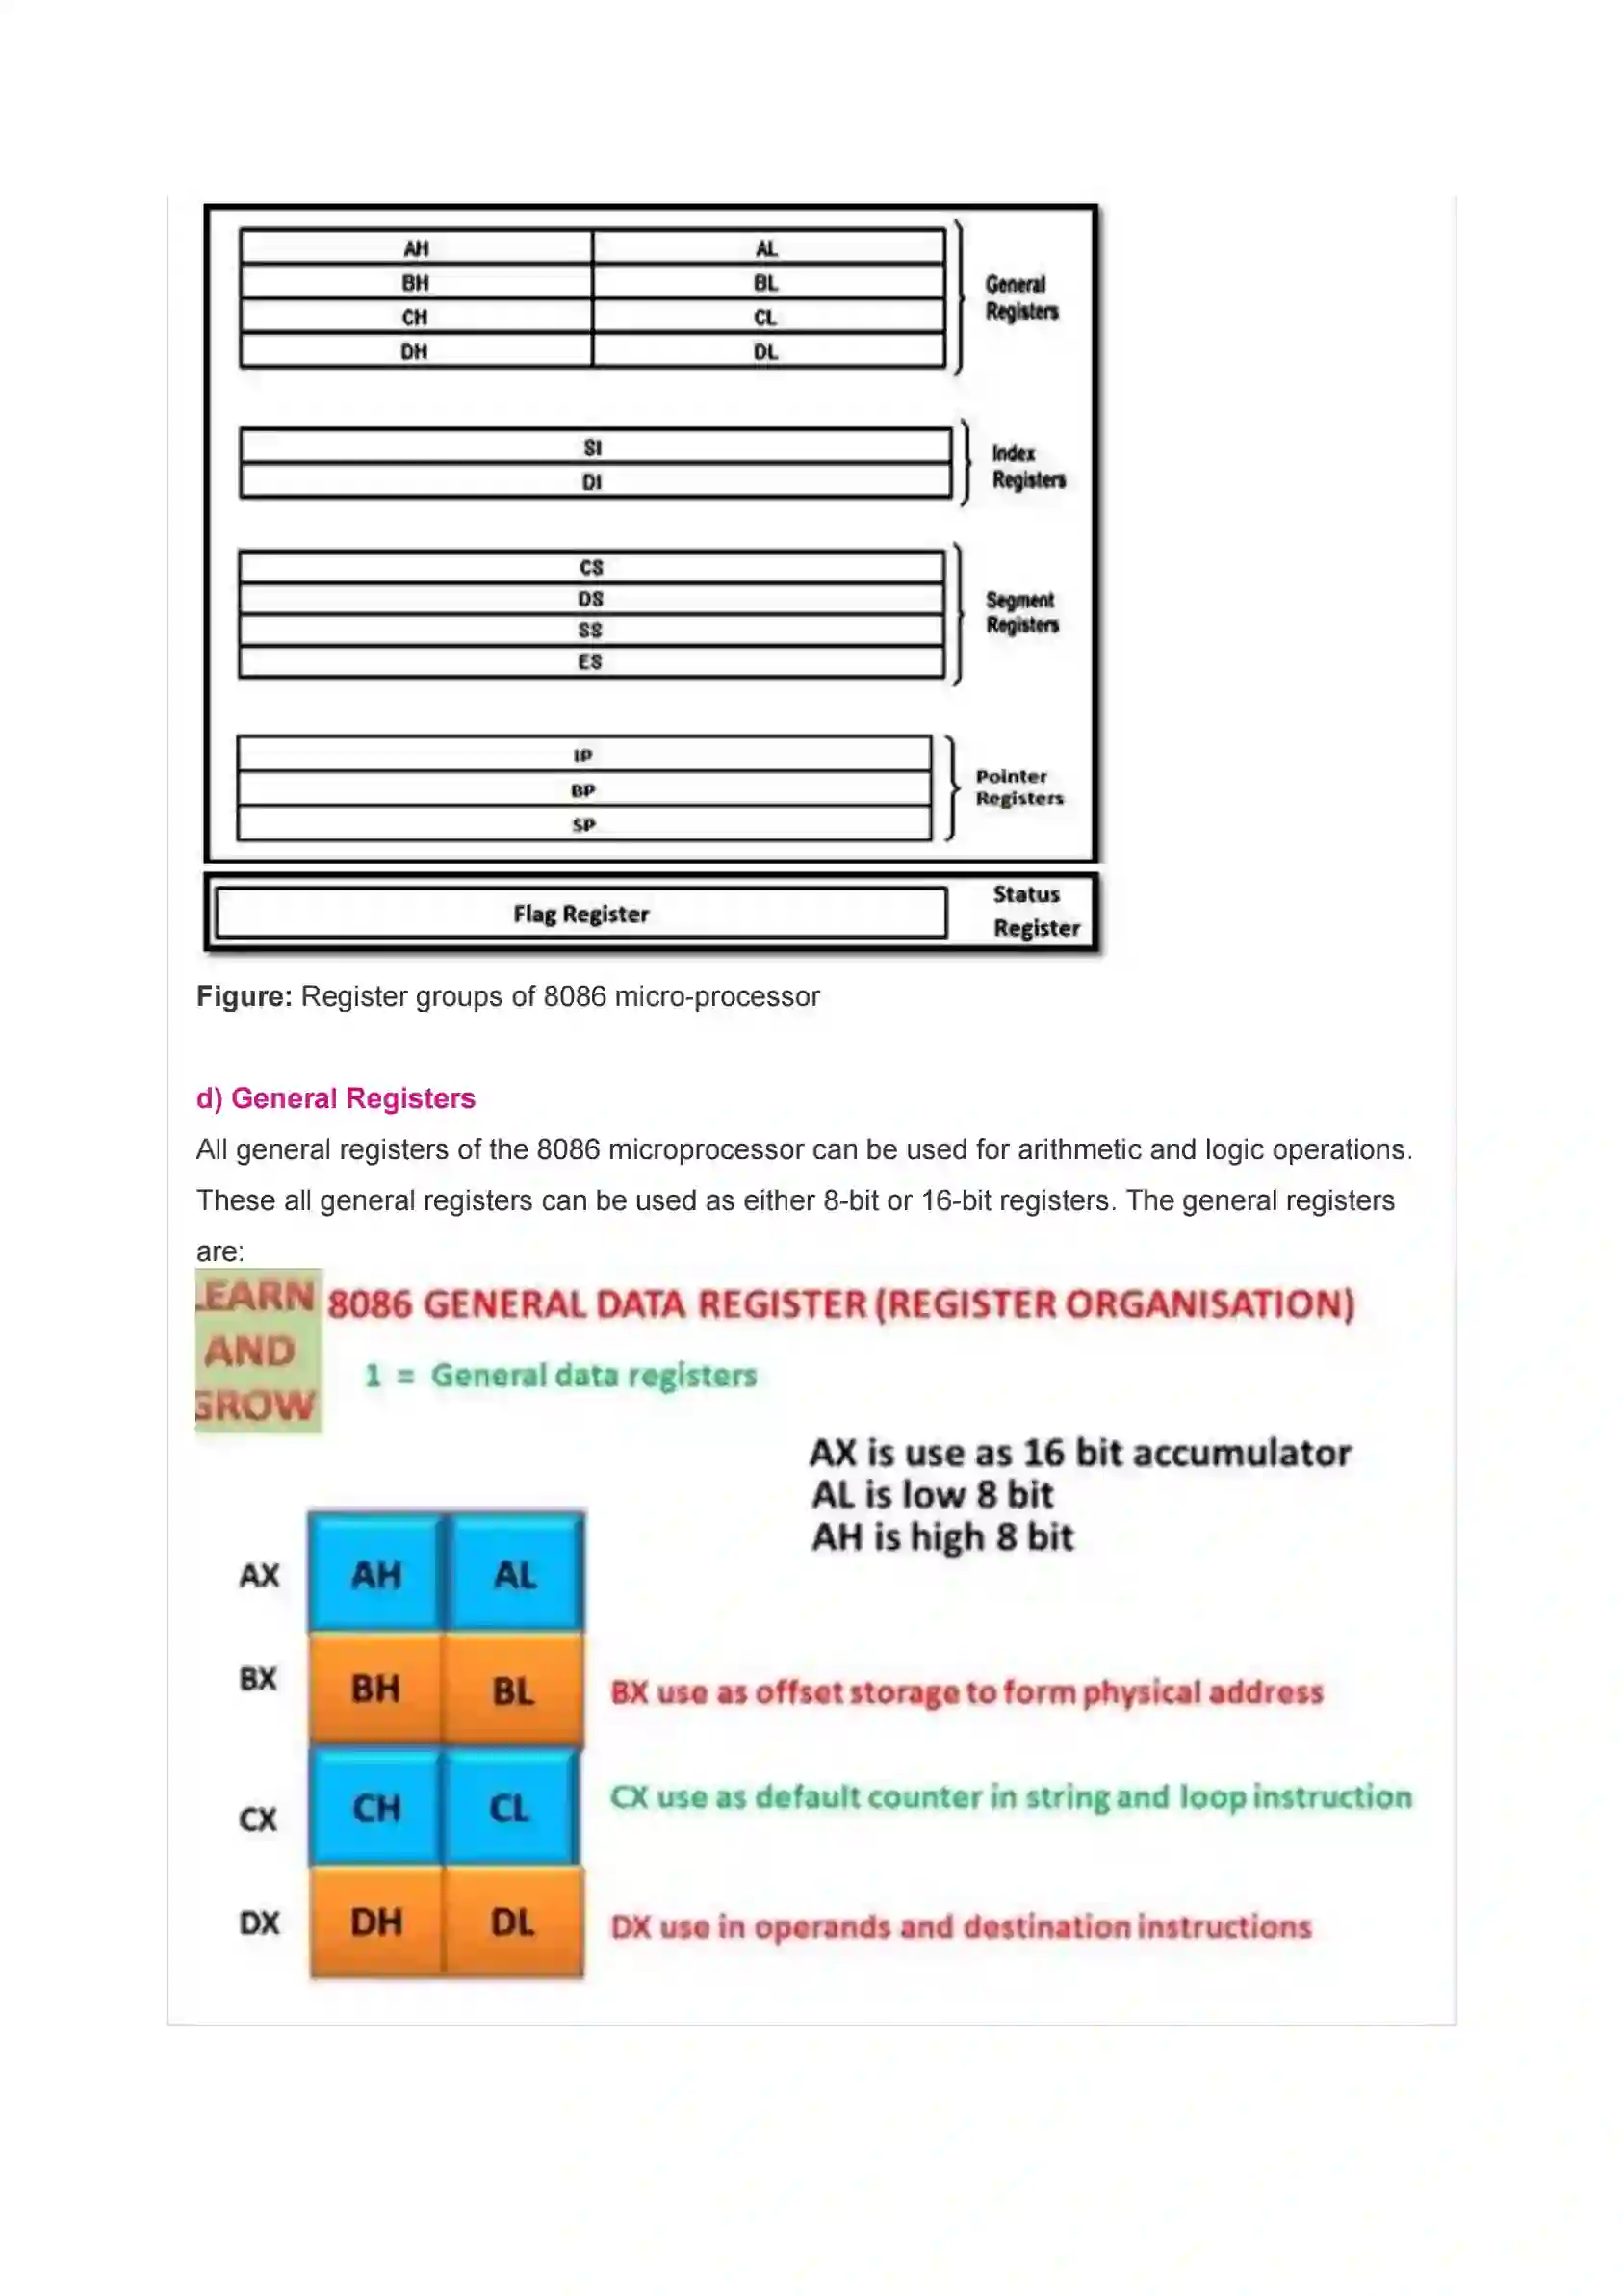 AH AL
BH BL
CH CL
DH DL
General
Registers
SI
DI
Index
Registers
CS
DS
SS
ES
Segment
Registers
IP
BP
SP
Pointer
Registers
Flag Register
Status
Register
Figure: Register groups of 8086 micro-processor
d) General Registers
All general registers of the 8086 microprocessor can be used for arithmetic and logic operations.
These all general registers can be used as either 8-bit or 16-bit registers. The general registers
are:
LEARN
AND
GROW
8086 GENERAL DATA REGISTER (REGISTER ORGANISATION)
1 = General data registers
AX is use as 16 bit accumulator
AL is low 8 bit
AH is high 8 bit
AX AH AL
BX BH BL BX use as offset storage to form physical address
CX CH CL CX use as default counter in string and loop instruction
DX DH DL DX use in operands and destination instructions